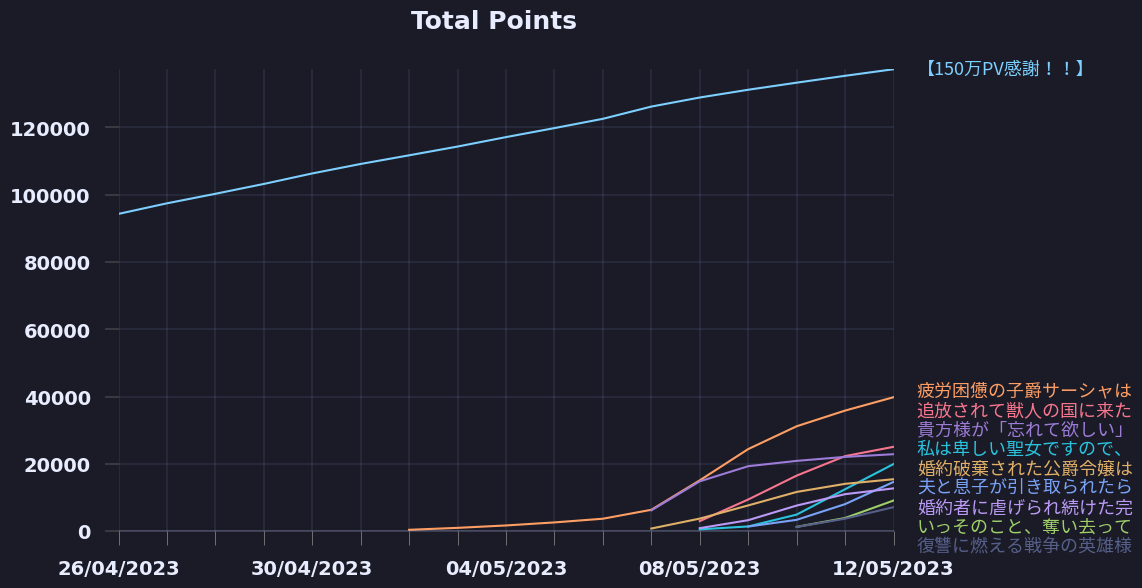 Total Points
【150万PV感謝！！】
120000
100000
80000
60000
40000
20000
0
疲労困憊の子爵サーシャは
追放されて獣人の国に来た
貴方様が「忘れて欲しい」
私は卑しい聖女ですので、
婚約破棄された公爵令嬢は
夫と息子が引き取られたら
婚約者に虐げられ続けた完
いっそのこと、奪い去って
復讐に燃える戦争の英雄様
26/04/2023
30/04/2023
04/05/2023
08/05/2023
12/05/2023